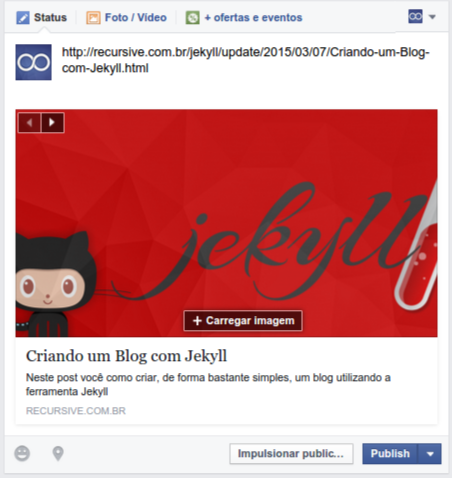 Status
Foto / Vídeo
+ ofertas e eventos
http://recursive.com.br/jekyll/update/2015/03/07/Criando-um-Blog-
com-Jekyll.html
jekyll
+ Carregar imagem
Criando um Blog com Jekyll
Neste post você como criar, de forma bastante simples, um blog utilizando a
ferramenta Jekyll
RECURSIVE.COM.BR
Impulsionar public...
Publish